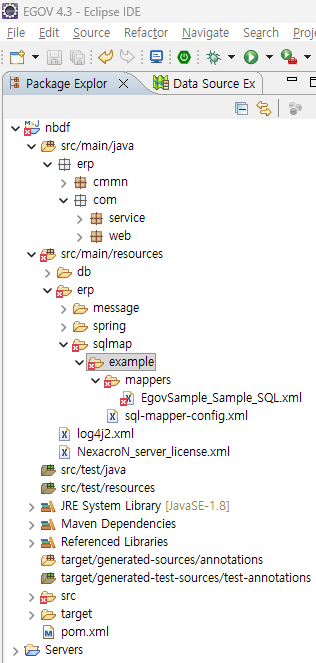 EGOV 4.3 - Eclipse IDE
File Edit Source Refactor Navigate Search Proje
Package Explor Data Source Ex
nbdf
src/main/java
erp
cmmn
com
service
web
src/main/resources
db
erp
message
spring
sqlmap
example
mappers
EgovSample_Sample_SQL.xml
sql-mapper-config.xml
log4j2.xml
NexacroN_server_license.xml
src/test/java
src/test/resources
JRE System Library [JavaSE-1.8]
Maven Dependencies
Referenced Libraries
target/generated-sources/annotations
target/generated-test-sources/test-annotations
src
target
pom.xml
Servers